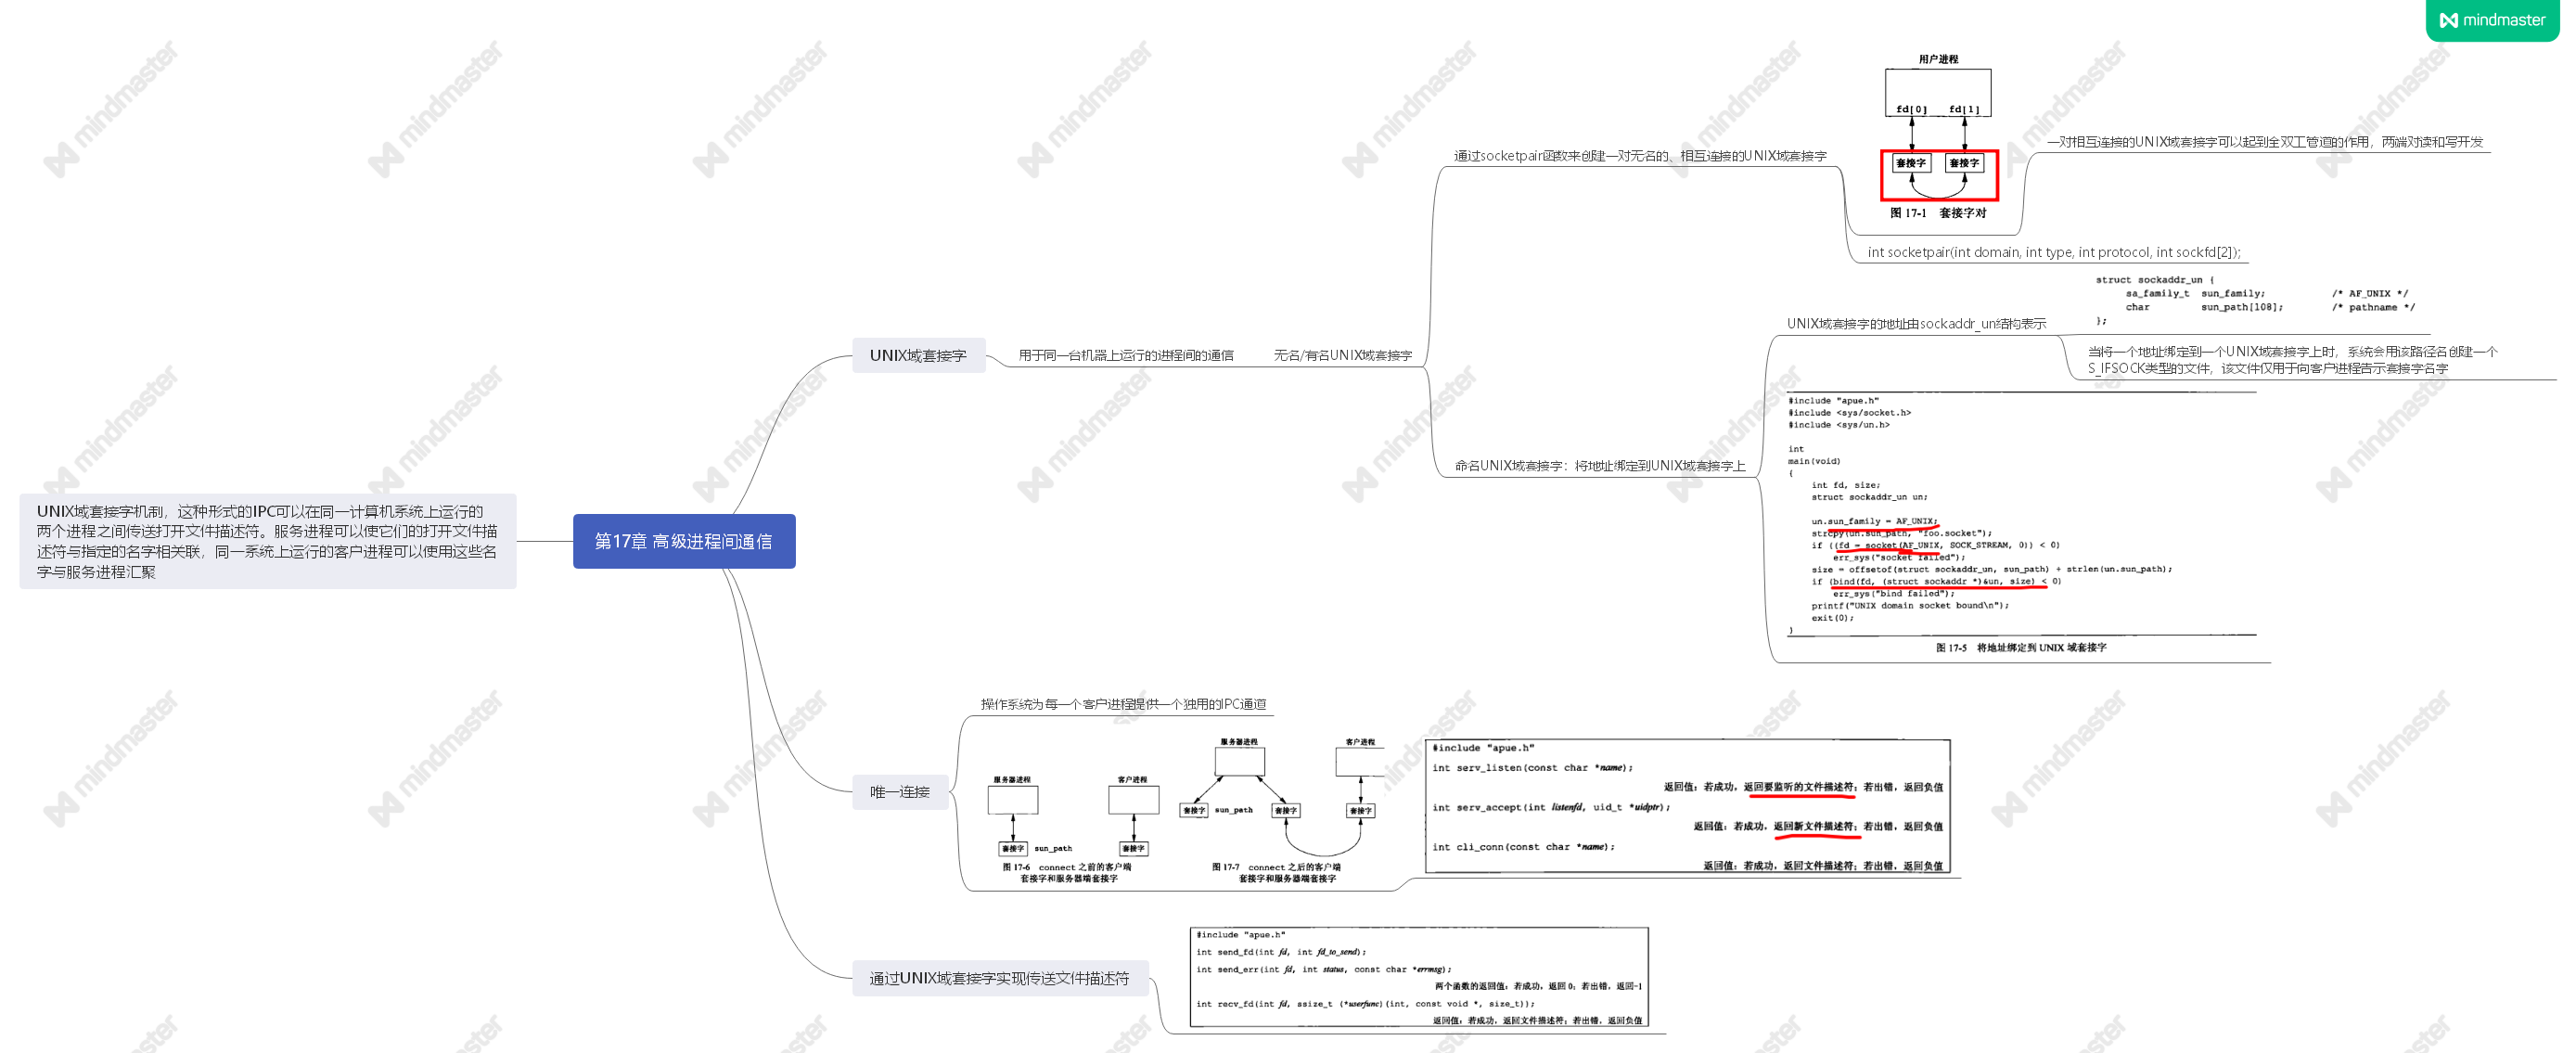 mindmaster
UNIX域套接字机制，这种形式的IPC可以在同一计算机系统上运行的
两个进程之间传送打开文件描述符。服务进程可以使它们的打开文件描
述符与指定的名字相关联，同一系统上运行的客户进程可以使用这些名
字与服务进程汇聚
第17章 高级进程间通信
UNIX域套接字
用于同一台机器上运行的进程间的通信
无名/有名UNIX域套接字
通过socketpair函数来创建一对无名的、相互连接的UNIX域套接字
用户进程
fd[0] fd[1]
套接字 套接字
图 17-1 套接字对
一对相互连接的UNIX域套接字可以起到全双工管道的作用，两端对读和写开发
int socketpair(int domain, int type, int protocol, int sockfd[2]);
命名UNIX域套接字：将地址绑定到UNIX域套接字上
UNIX域套接字的地址由sockaddr_un结构表示
struct sockaddr_un {
sa_family_t sun_family; /* AF_UNIX */
char sun_path[108]; /* pathname */
};
当将一个地址绑定到一个UNIX域套接字上时，系统会用该路径名创建一个
S_IFSOCK类型的文件，该文件仅用于向客户进程告示套接字名字
#include "apue.h"
#include <sys/socket.h>
#include <sys/un.h>
int
main(void)
{
int fd, size;
struct sockaddr_un un;
un.sun_family = AF_UNIX;
strcpy(un.sun_path, "foo.socket");
if ((fd = socket(AF_UNIX, SOCK_STREAM, 0)) < 0)
err_sys("socket failed");
size = offsetof(struct sockaddr_un, sun_path) + strlen(un.sun_path);
if (bind(fd, (struct sockaddr *)&un, size) < 0)
err_sys("bind failed");
printf("UNIX domain socket bound\n");
exit(0);
}
图 17-5 将地址绑定到 UNIX 域套接字
唯一连接
操作系统为每一个客户进程提供一个独用的IPC通道
服务器进程 客户进程
套接字 sun_path 套接字
图 17-6 connect 之前的客户端
套接字和服务器端套接字
服务器进程 客户进程
套接字 sun_path 套接字 套接字
图 17-7 connect 之后的客户端
套接字和服务器端套接字
#include "apue.h"
int serv_listen(const char *name);
返回值：若成功，返回要监听的文件描述符；若出错，返回负值
int serv_accept(int listenfd, uid_t *uidptr);
返回值：若成功，返回新文件描述符；若出错，返回负值
int cli_conn(const char *name);
返回值：若成功，返回文件描述符；若出错，返回负值
通过UNIX域套接字实现传送文件描述符
#include "apue.h"
int send_fd(int fd, int fd_to_send);
int send_err(int fd, int status, const char *errmsg);
两个函数的返回值：若成功，返回 0；若出错，返回-1
int recv_fd(int fd, ssize_t (*userfunc)(int, const void *, size_t));
返回值：若成功，返回文件描述符；若出错，返回负值